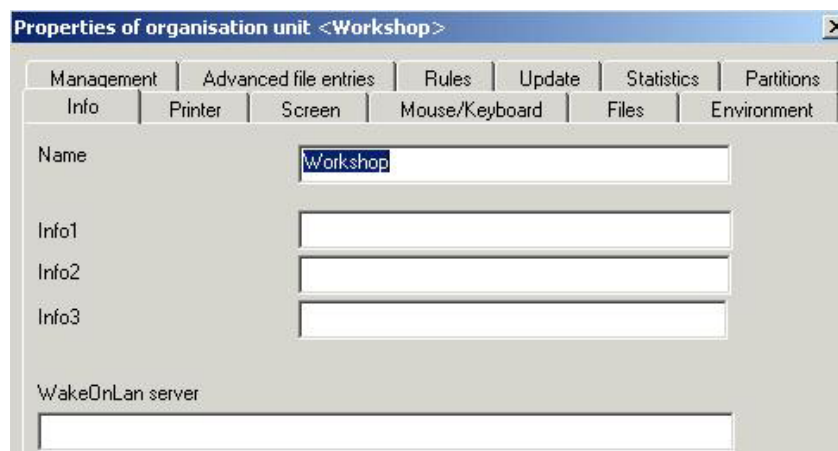 Properties of organisation unit <Workshop>
Management Advanced file entries Rules Update Statistics Partitions
Info Printer Screen Mouse/Keyboard Files Environment
Name Workshop
Info1
Info2
Info3
WakeOnLan server